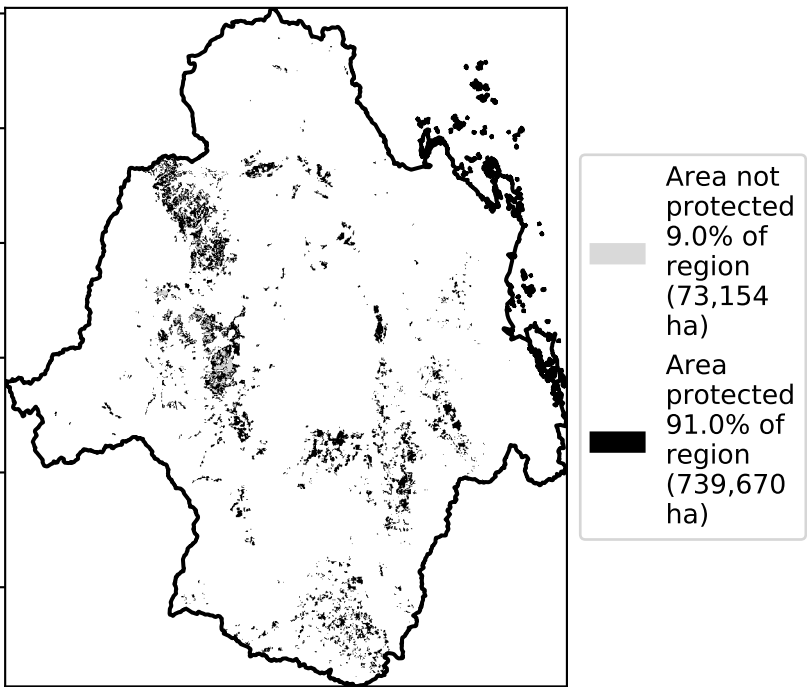 Area not
protected
9.0% of
region
(73,154
ha)
Area
protected
91.0% of
region
(739,670
ha)